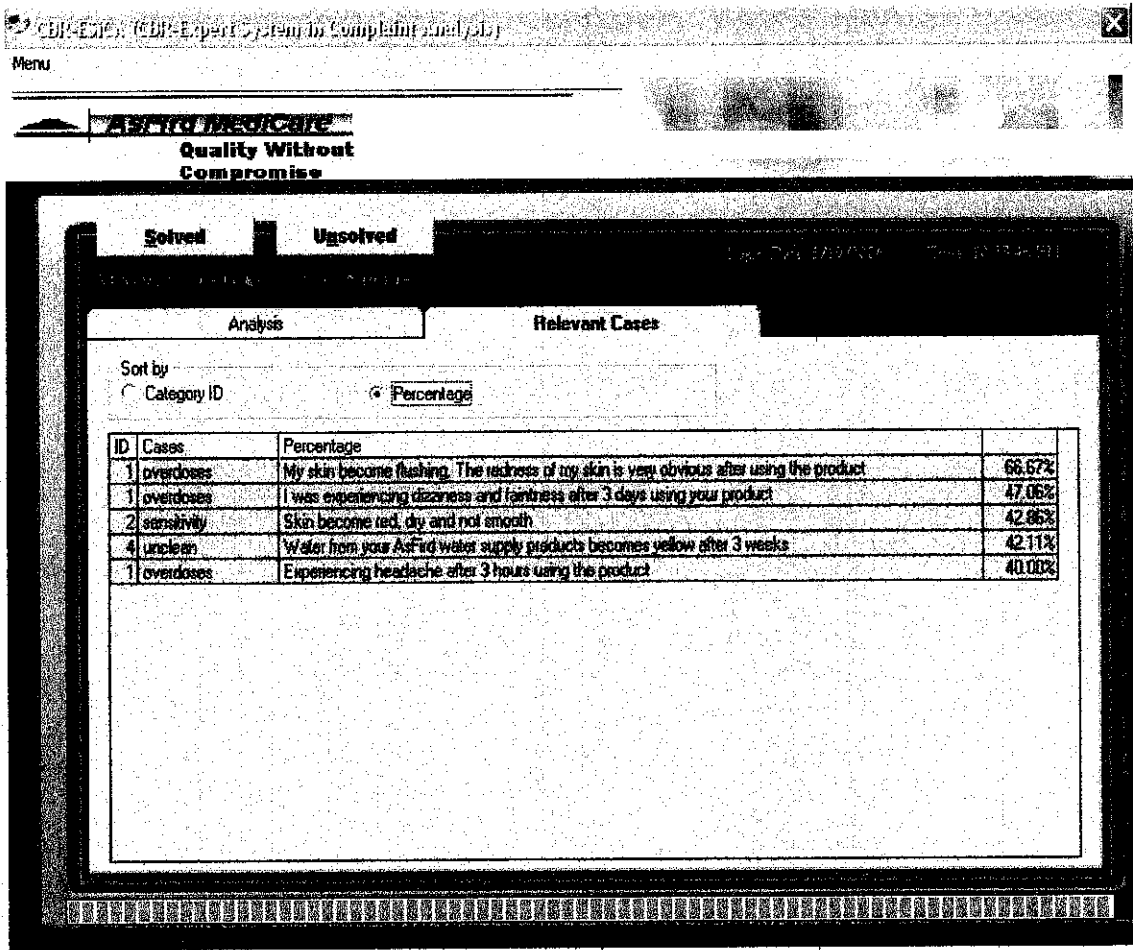 CBR-ESiCA (CBR-Expert System in Complaint Analysis)
Menu
AsFird MediCare
Quality Without
Compromise
Solved Unsolved
Analysis Relevant Cases
Sort by
Category ID Percentage
ID Cases Percentage
1 overdoses My skin become flushing, The redness of my skin is very obvious after using the product 66.67%
1 overdoses I was experiencing dizzness and faintness after 3 days using your product 47.06%
2 sensitivity Skin become red, dry and not smooth 42.86%
4 unclean Water from your AsFird water supply products becomes yellow after 3 weeks 42.11%
1 overdoses Experiencing headache after 3 hours using the product 40.00%